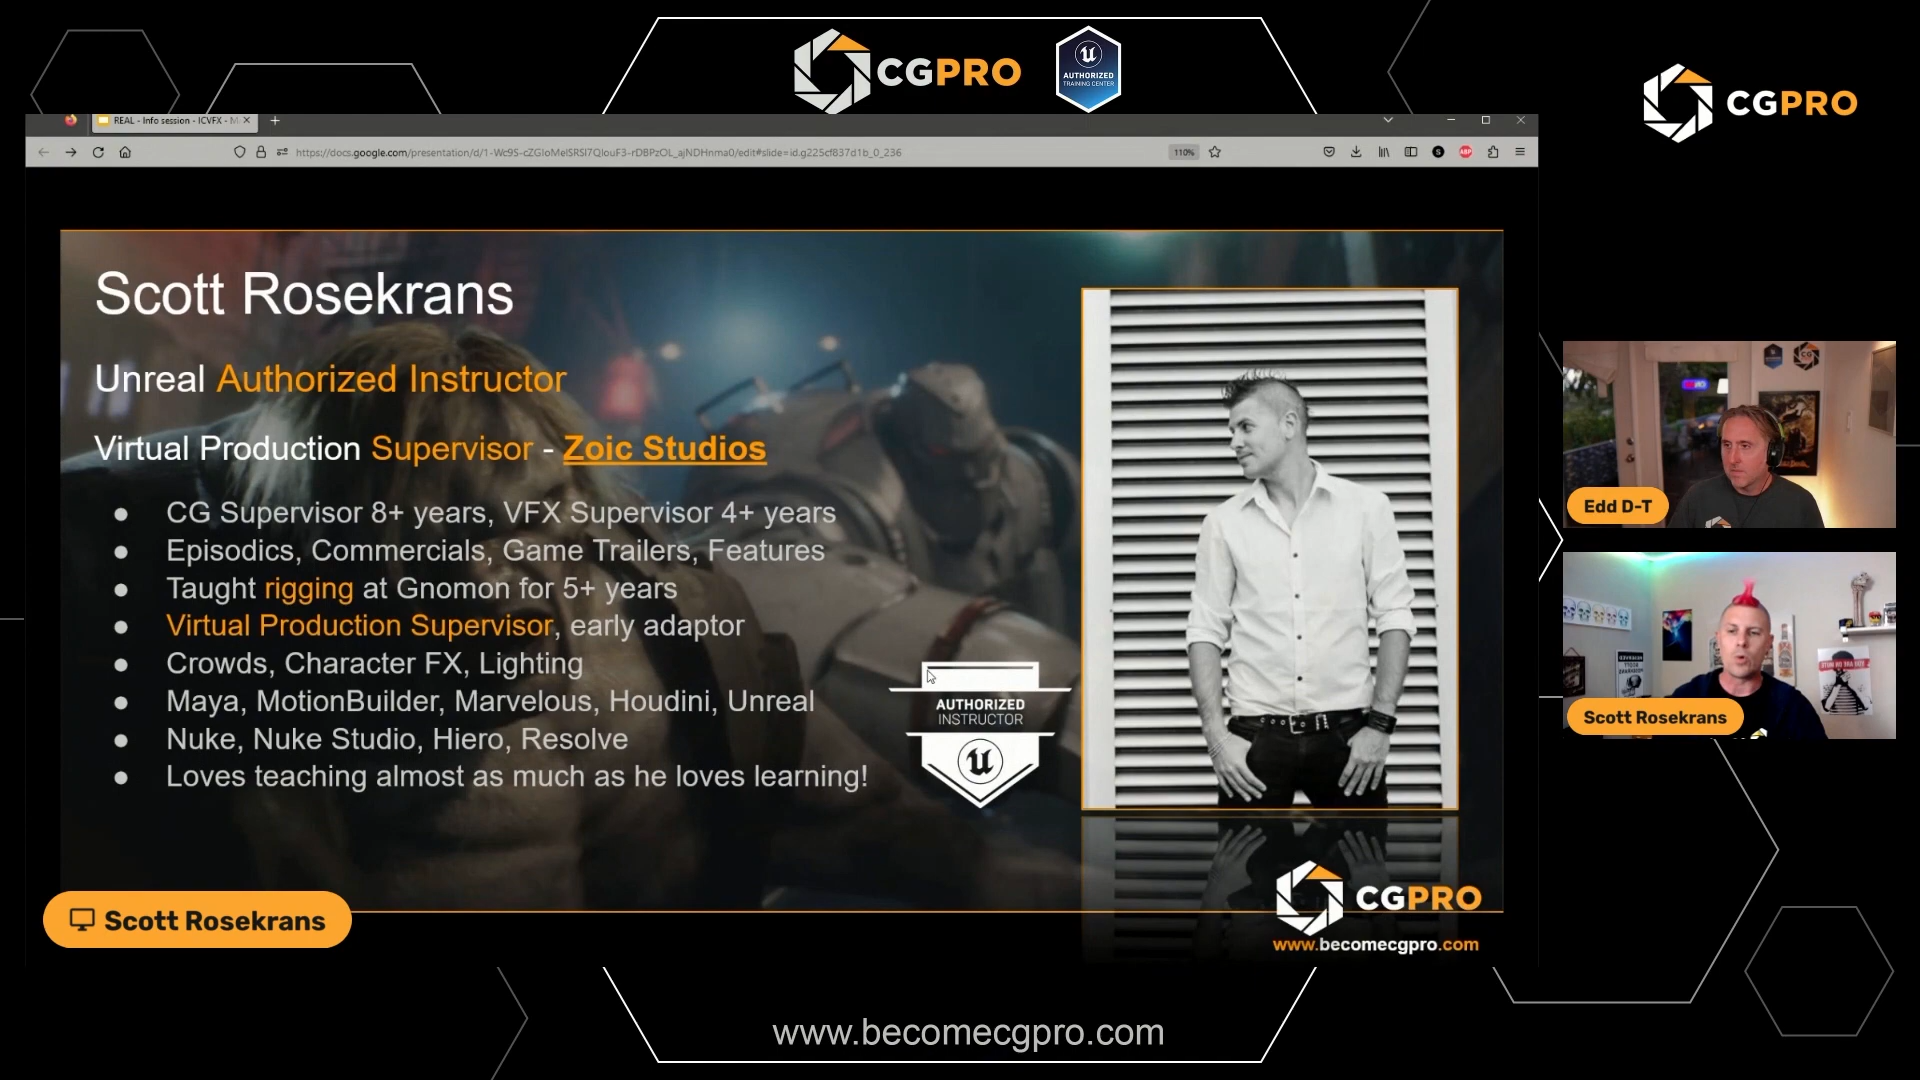 CGPRO
AUTHORIZED
TRAINING CENTER
CGPRO
REAL - Info session - ICVFX - M
110%
ABP
Scott Rosekrans
Unreal Authorized Instructor
Virtual Production Supervisor - Zoic Studios
● CG Supervisor 8+ years, VFX Supervisor 4+ years
● Episodics, Commercials, Game Trailers, Features
● Taught rigging at Gnomon for 5+ years
● Virtual Production Supervisor, early adaptor
● Crowds, Character FX, Lighting
● Maya, MotionBuilder, Marvelous, Houdini, Unreal
● Nuke, Nuke Studio, Hiero, Resolve
● Loves teaching almost as much as he loves learning!
AUTHORIZED
INSTRUCTOR
Edd D-T
Scott Rosekrans
Scott Rosekrans
CGPRO
www.becomecgpro.com
www.becomecgpro.com